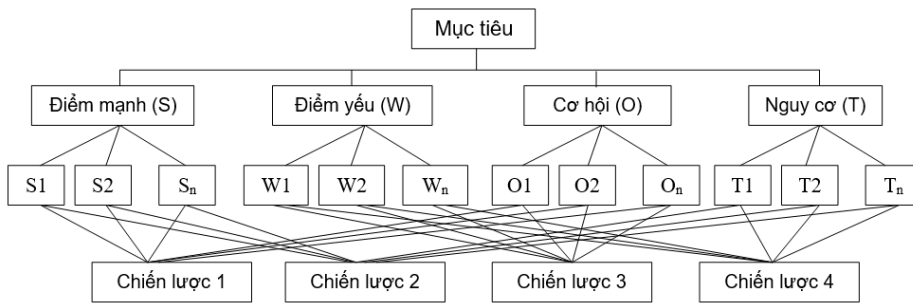 Mục tiêu
Điểm mạnh (S) Điểm yếu (W) Cơ hội (O) Nguy cơ (T)
S1 S2 Sn W1 W2 Wn O1 O2 On T1 T2 Tn
Chiến lược 1 Chiến lược 2 Chiến lược 3 Chiến lược 4